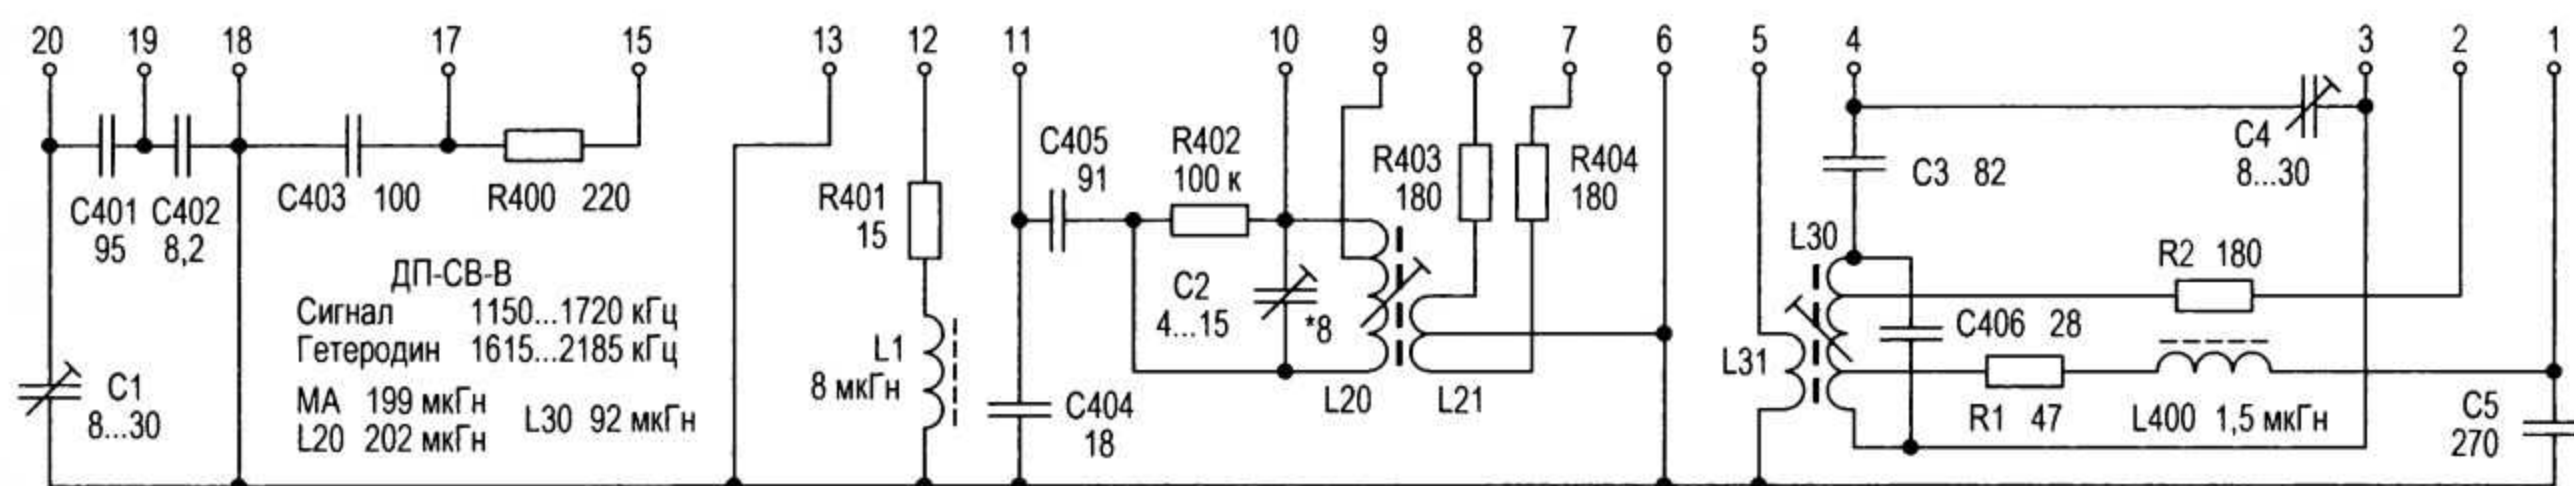 20 19 18 17 15 13 12 11 10 9 8 7 6 5 4 3 2 1
C401
95
C402
8,2
C403 100
R400 220
ДП-СВ-В
Сигнал 1150...1720 кГц
Гетеродин 1615...2185 кГц
МА 199 мкГн
L20 202 мкГн
L30 92 мкГн
C1
8...30
R401
15
L1
8 мкГн
C405
91
C404
18
R402
100 к
C2
4...15
*8
L20
L21
R403
180
R404
180
C4
8...30
C3 82
L30
L31
C406 28
R2 180
R1 47
L400 1,5 мкГн
C5
270